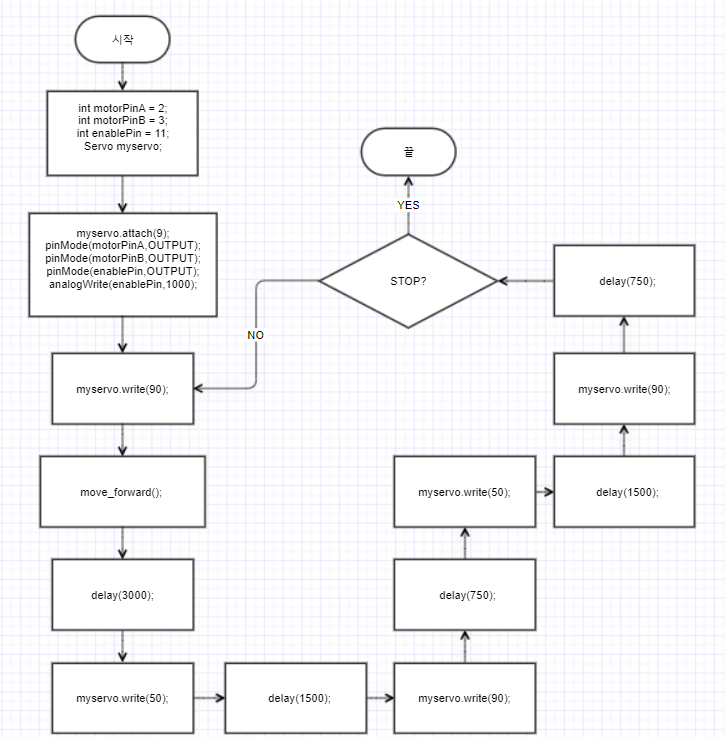 시작
int motorPinA = 2;
int motorPinB = 3;
int enablePin = 11;
Servo myservo;
myservo.attach(9);
pinMode(motorPinA,OUTPUT);
pinMode(motorPinB,OUTPUT);
pinMode(enablePin,OUTPUT);
analogWrite(enablePin,1000);
myservo.write(90);
move_forward();
delay(3000);
myservo.write(50);
delay(1500);
myservo.write(90);
delay(750);
myservo.write(50);
delay(1500);
myservo.write(90);
delay(750);
STOP?
NO
YES
끝